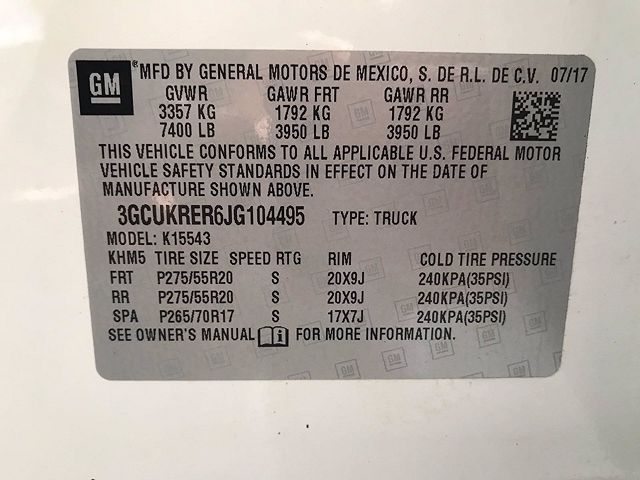 GM ® MFD BY GENERAL MOTORS DE MEXICO, S. DE R.L. DE C.V. 07/17
GVWR GAWR FRT GAWR RR
3357 KG 1792 KG 1792 KG
7400 LB 3950 LB 3950 LB
THIS VEHICLE CONFORMS TO ALL APPLICABLE U.S. FEDERAL MOTOR
VEHICLE SAFETY STANDARDS IN EFFECT ON THE DATE OF
MANUFACTURE SHOWN ABOVE.
3GCUKRER6JG104495 TYPE: TRUCK
MODEL: K15543
KHM5 TIRE SIZE SPEED RTG RIM COLD TIRE PRESSURE
FRT P275/55R20 S 20X9J 240KPA(35PSI)
RR P275/55R20 S 20X9J 240KPA(35PSI)
SPA P265/70R17 S 17X7J 240KPA(35PSI)
SEE OWNER'S MANUAL i FOR MORE INFORMATION.